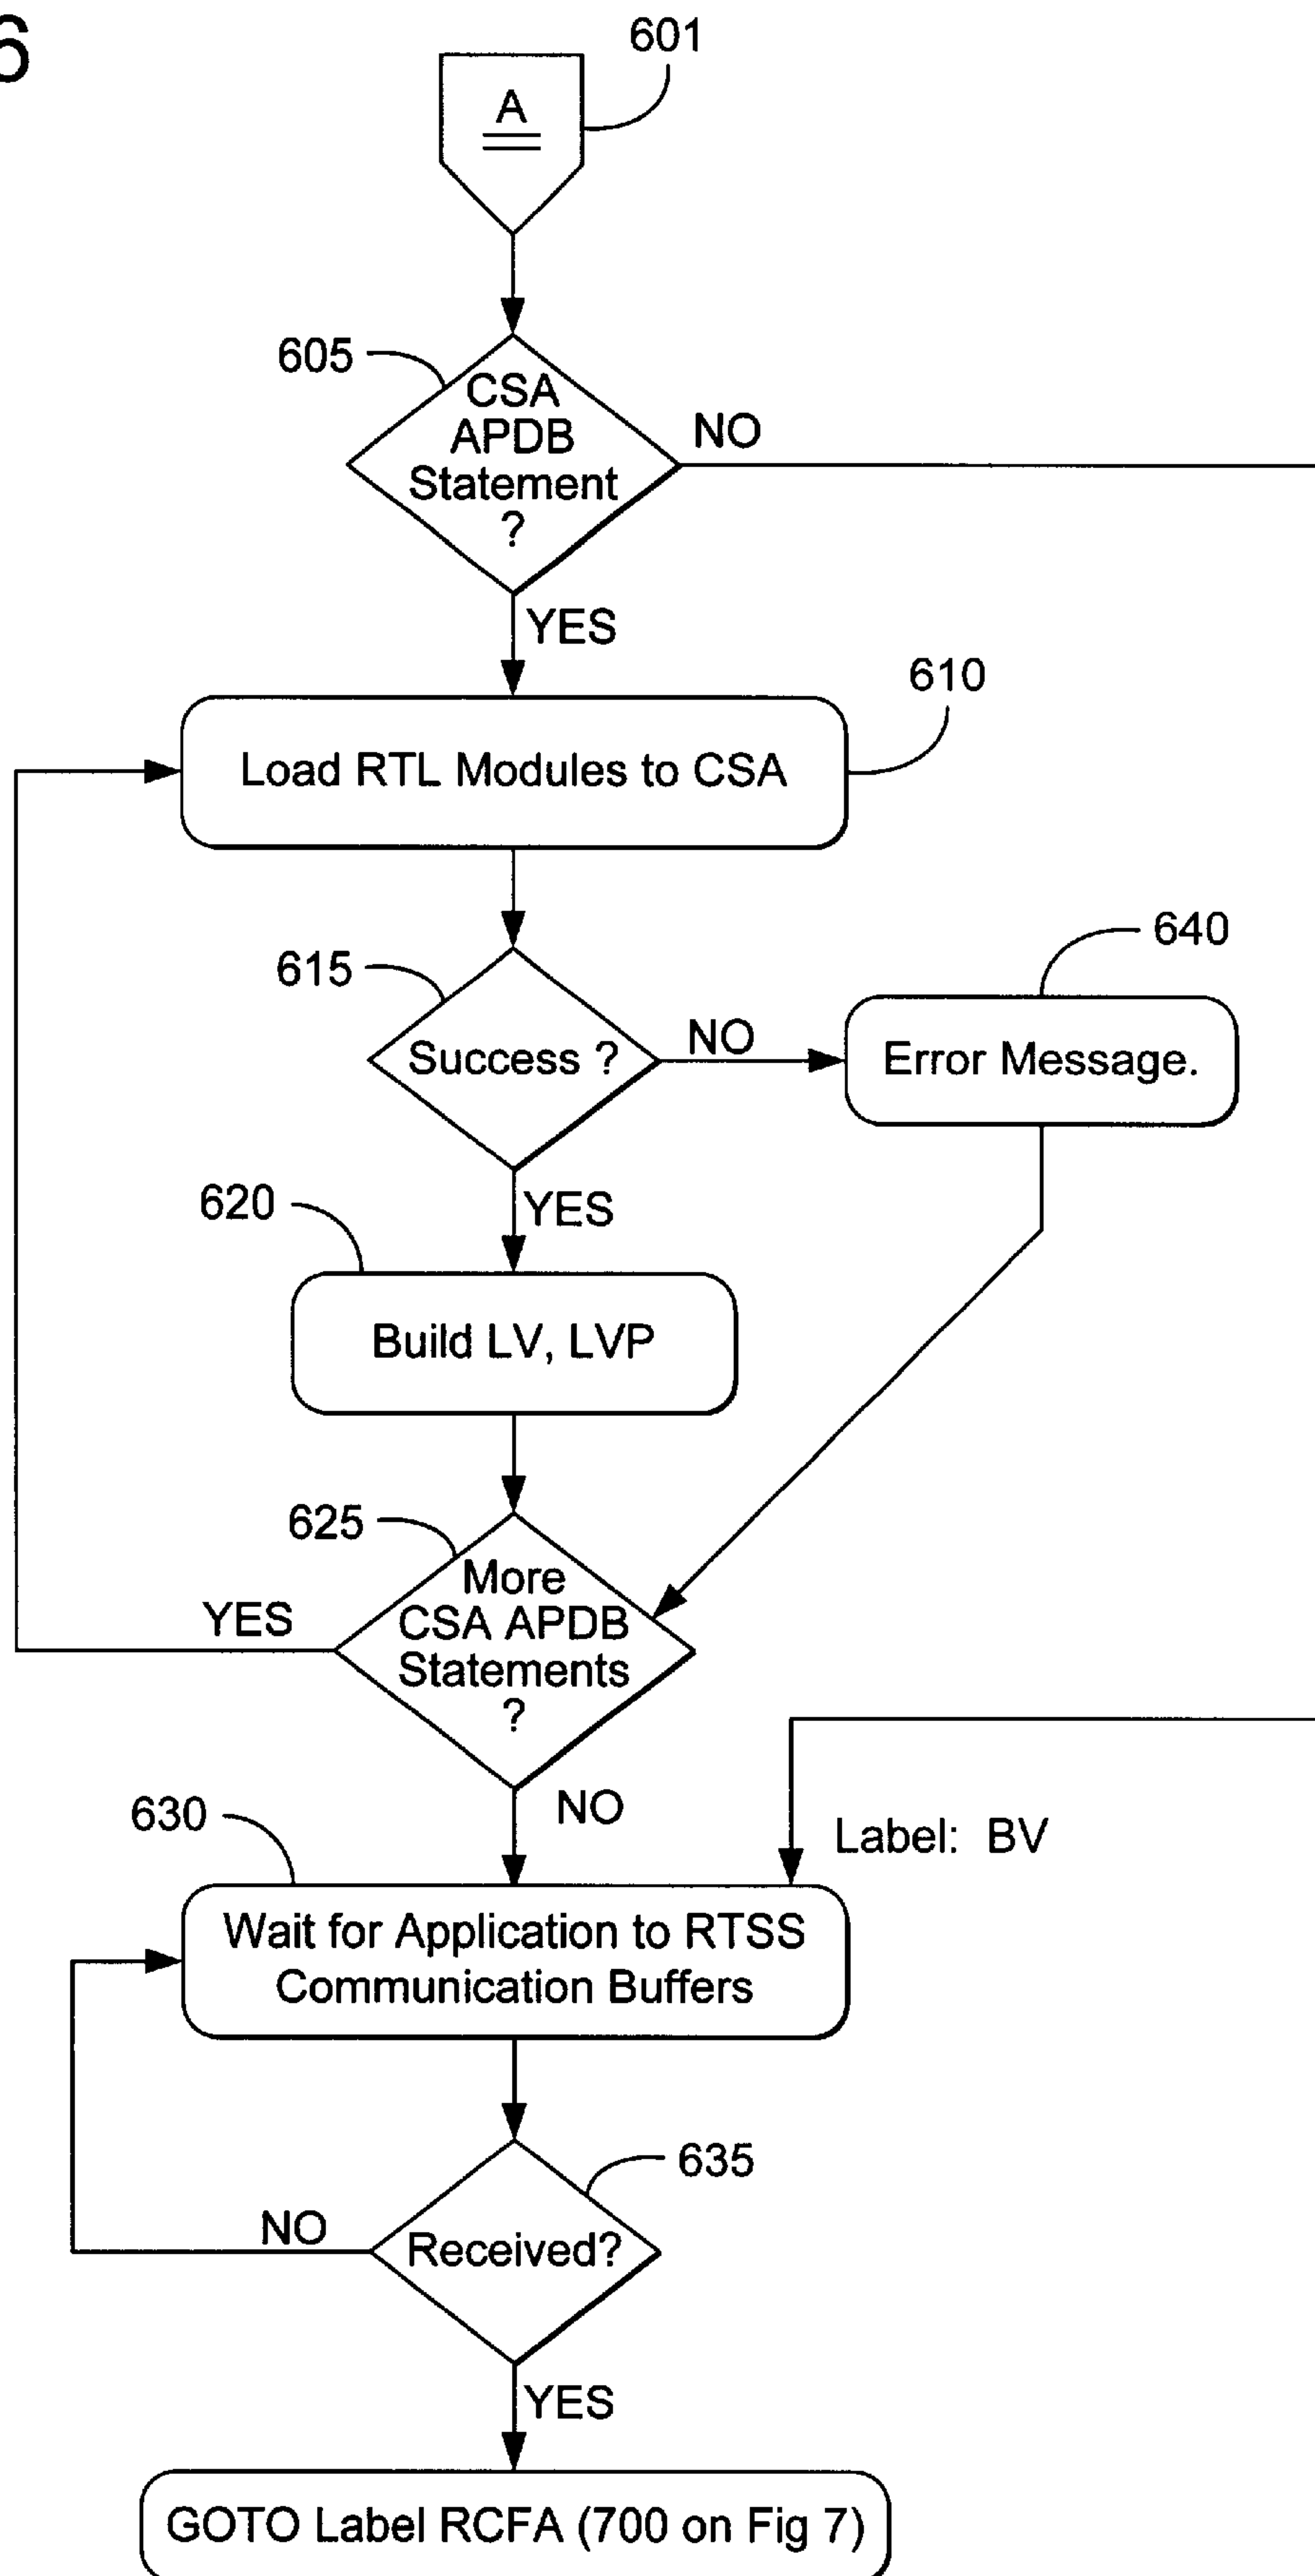 6
601
A
605
CSA
APDB
Statement
?
NO
YES
610
Load RTL Modules to CSA
615
Success ?
NO
640
Error Message.
YES
620
Build LV, LVP
625
More
CSA APDB
Statements
?
YES
NO
630
Label: BV
Wait for Application to RTSS
Communication Buffers
635
Received?
NO
YES
GOTO Label RCFA (700 on Fig 7)